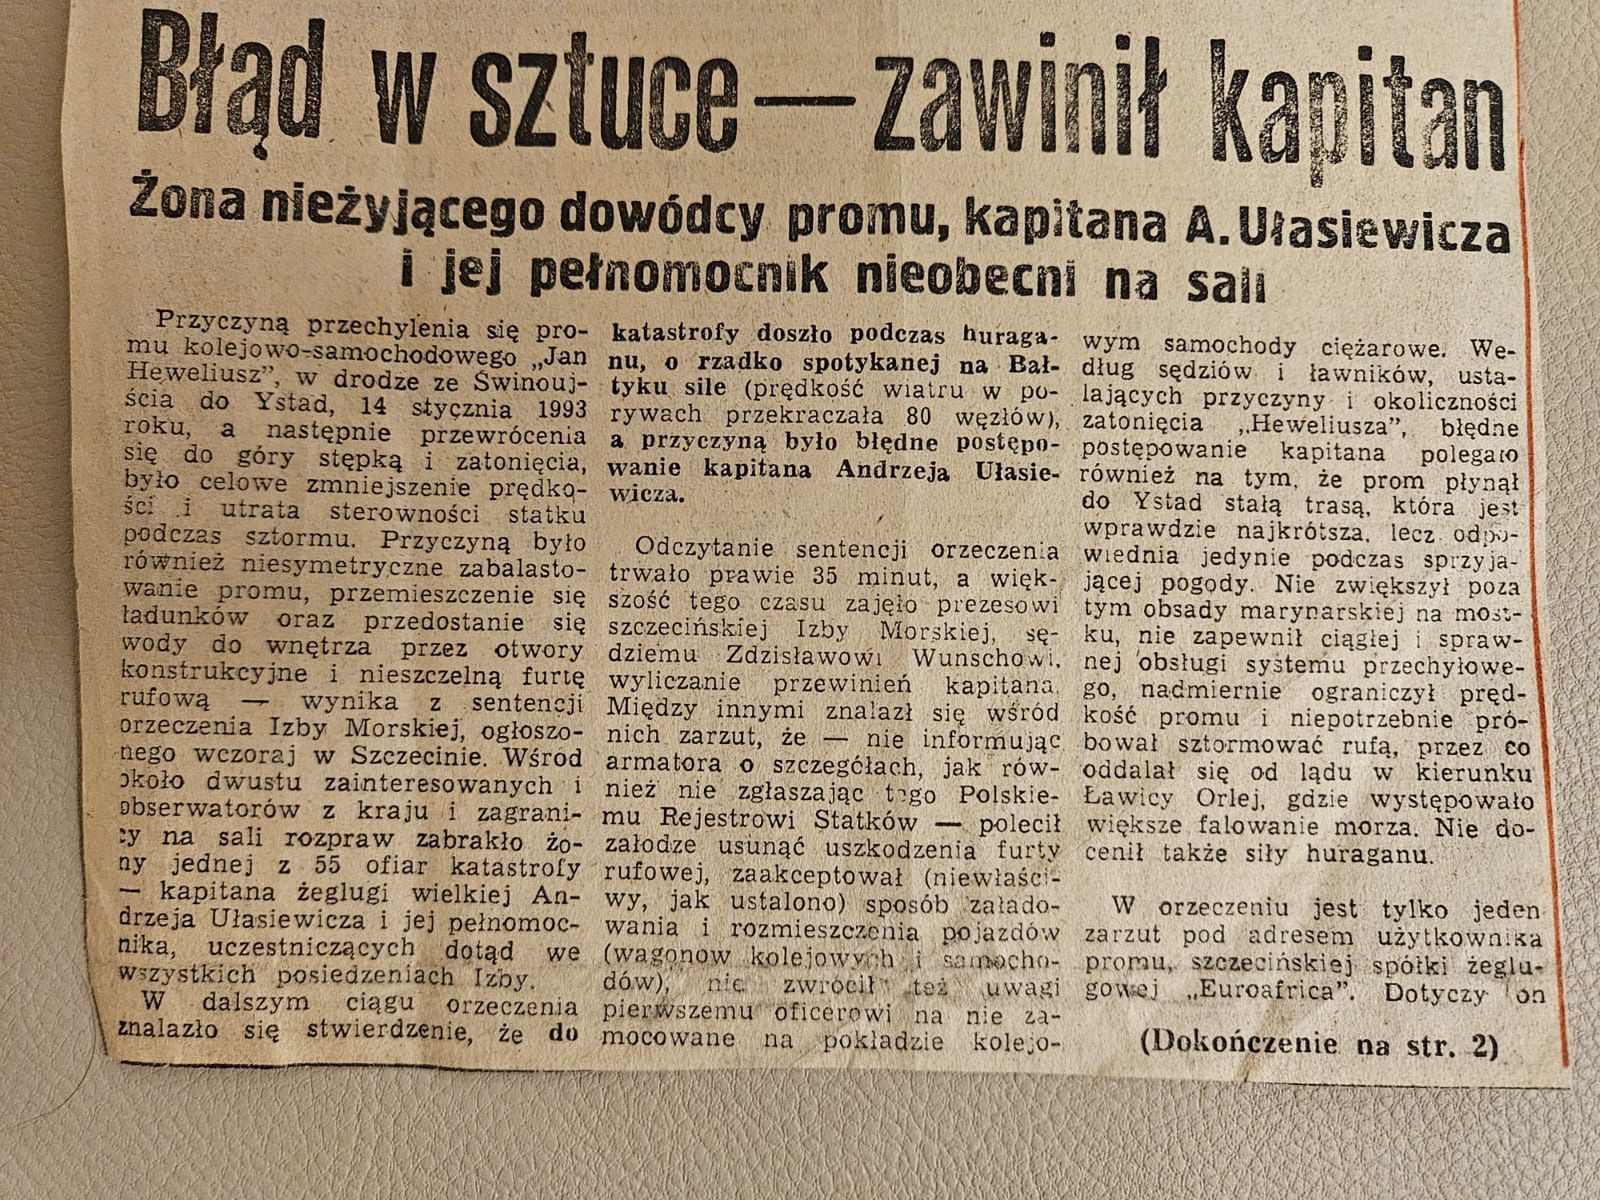 Błąd w sztuce — zawinił kapitan
Żona nieżyjącego dowódcy promu, kapitana A. Ułasiewicza
i jej pełnomocnik nieobecni na sali
Przyczyną przechylenia się pro-
mu kolejowo-samochodowego „Jan
Heweliusz”, w drodze ze Świnouj-
ścia do Ystad, 14 stycznia 1993
roku, a następnie przewrócenia
się do góry stępką i zatonięcia,
było celowe zmniejszenie prędko-
ści i utrata sterowności statku
podczas sztormu. Przyczyną było
również niesymetryczne zabalasto-
wanie promu, przemieszczenie się
ładunków oraz przedostanie się
wody do wnętrza przez otwory
konstrukcyjne i nieszczelną furtę
rufową — wynika z sentencji
orzeczenia Izby Morskiej, ogłoszo-
nego wczoraj w Szczecinie. Wśród
około dwustu zainteresowanych i
obserwatorów z kraju i zagrani-
cy na sali rozpraw zabrakło żo-
ny jednej z 55 ofiar katastrofy
— kapitana żeglugi wielkiej An-
drzeja Ułasiewicza i jej pełnomoc-
nika, uczestniczących dotąd we
wszystkich posiedzeniach Izby.
W dalszym ciągu orzeczenia
znalazło się stwierdzenie, że do
katastrofy doszło podczas huraga-
nu, o rzadko spotykanej na Bał-
tyku sile (prędkość wiatru w po-
rywach przekraczała 80 węzłów),
a przyczyną było błędne postępo-
wanie kapitana Andrzeja Ułasie-
wicza.
Odczytanie sentencji orzeczenia
trwało prawie 35 minut, a więk-
szość tego czasu zajęło prezesowi
szczecińskiej Izby Morskiej, sę-
dziemu Zdzisławowi Wunschowi,
wyliczanie przewinień kapitana.
Między innymi znalazł się wśród
nich zarzut, że — nie informując
armatora o szczegółach, jak rów-
nież nie zgłaszając tego Polskie-
mu Rejestrowi Statków — polecił
załodze usunąć uszkodzenia furty
rufowej, zaakceptował (niewłaści-
wy, jak ustalono) sposób załado-
wania i rozmieszczenia pojazdów
(wagonow kolejowych i samocho-
dów), nie zwrócił też uwagi
pierwszemu oficerowi na nie za-
mocowane na pokładzie kolejo-
wym samochody ciężarowe. We-
dług sędziów i ławników, usta-
lających przyczyny i okoliczności
zatonięcia „Heweliusza”, błędne
postępowanie kapitana polegało
również na tym, że prom płynął
do Ystad stałą trasą, która jest
wprawdzie najkrótsza, lecz odpo-
wiednia jedynie podczas sprzyja-
jącej pogody. Nie zwiększył poza
tym obsady marynarskiej na most-
ku, nie zapewnił ciągłej i spraw-
nej obsługi systemu przechyłowe-
go, nadmiernie ograniczył pręd-
kość promu i niepotrzebnie pró-
bował sztormować rufą, przez co
oddalał się od lądu w kierunku
Ławicy Orlej, gdzie występowało
większe falowanie morza. Nie do-
cenił także siły huraganu.
W orzeczeniu jest tylko jeden
zarzut pod adresem użytkownika
promu, szczecińskiej spółki żeglu-
gowej „Euroafrica”. Dotyczy on
(Dokończenie na str. 2)